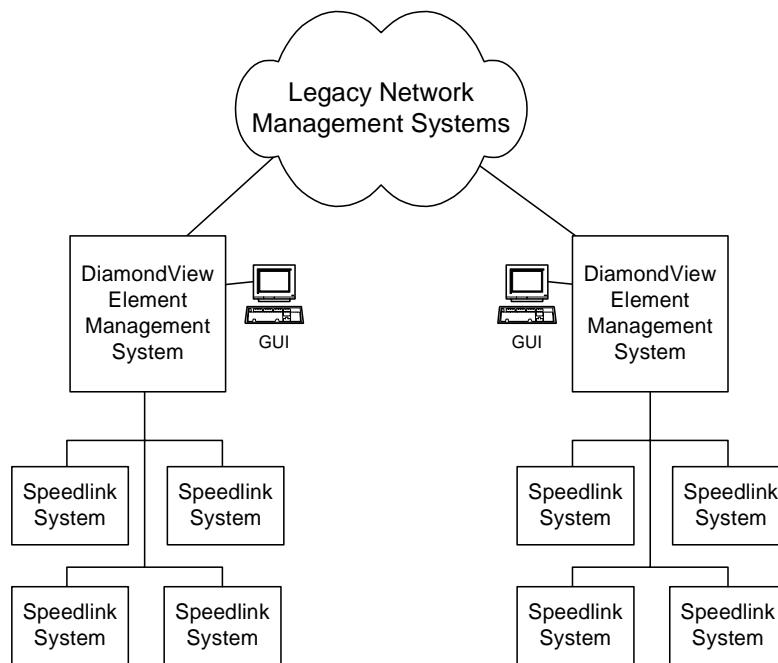 Legacy Network
Management Systems
DiamondView
Element
Management
System
GUI
GUI
DiamondView
Element
Management
System
Speedlink
System
Speedlink
System
Speedlink
System
Speedlink
System
Speedlink
System
Speedlink
System
Speedlink
System
Speedlink
System